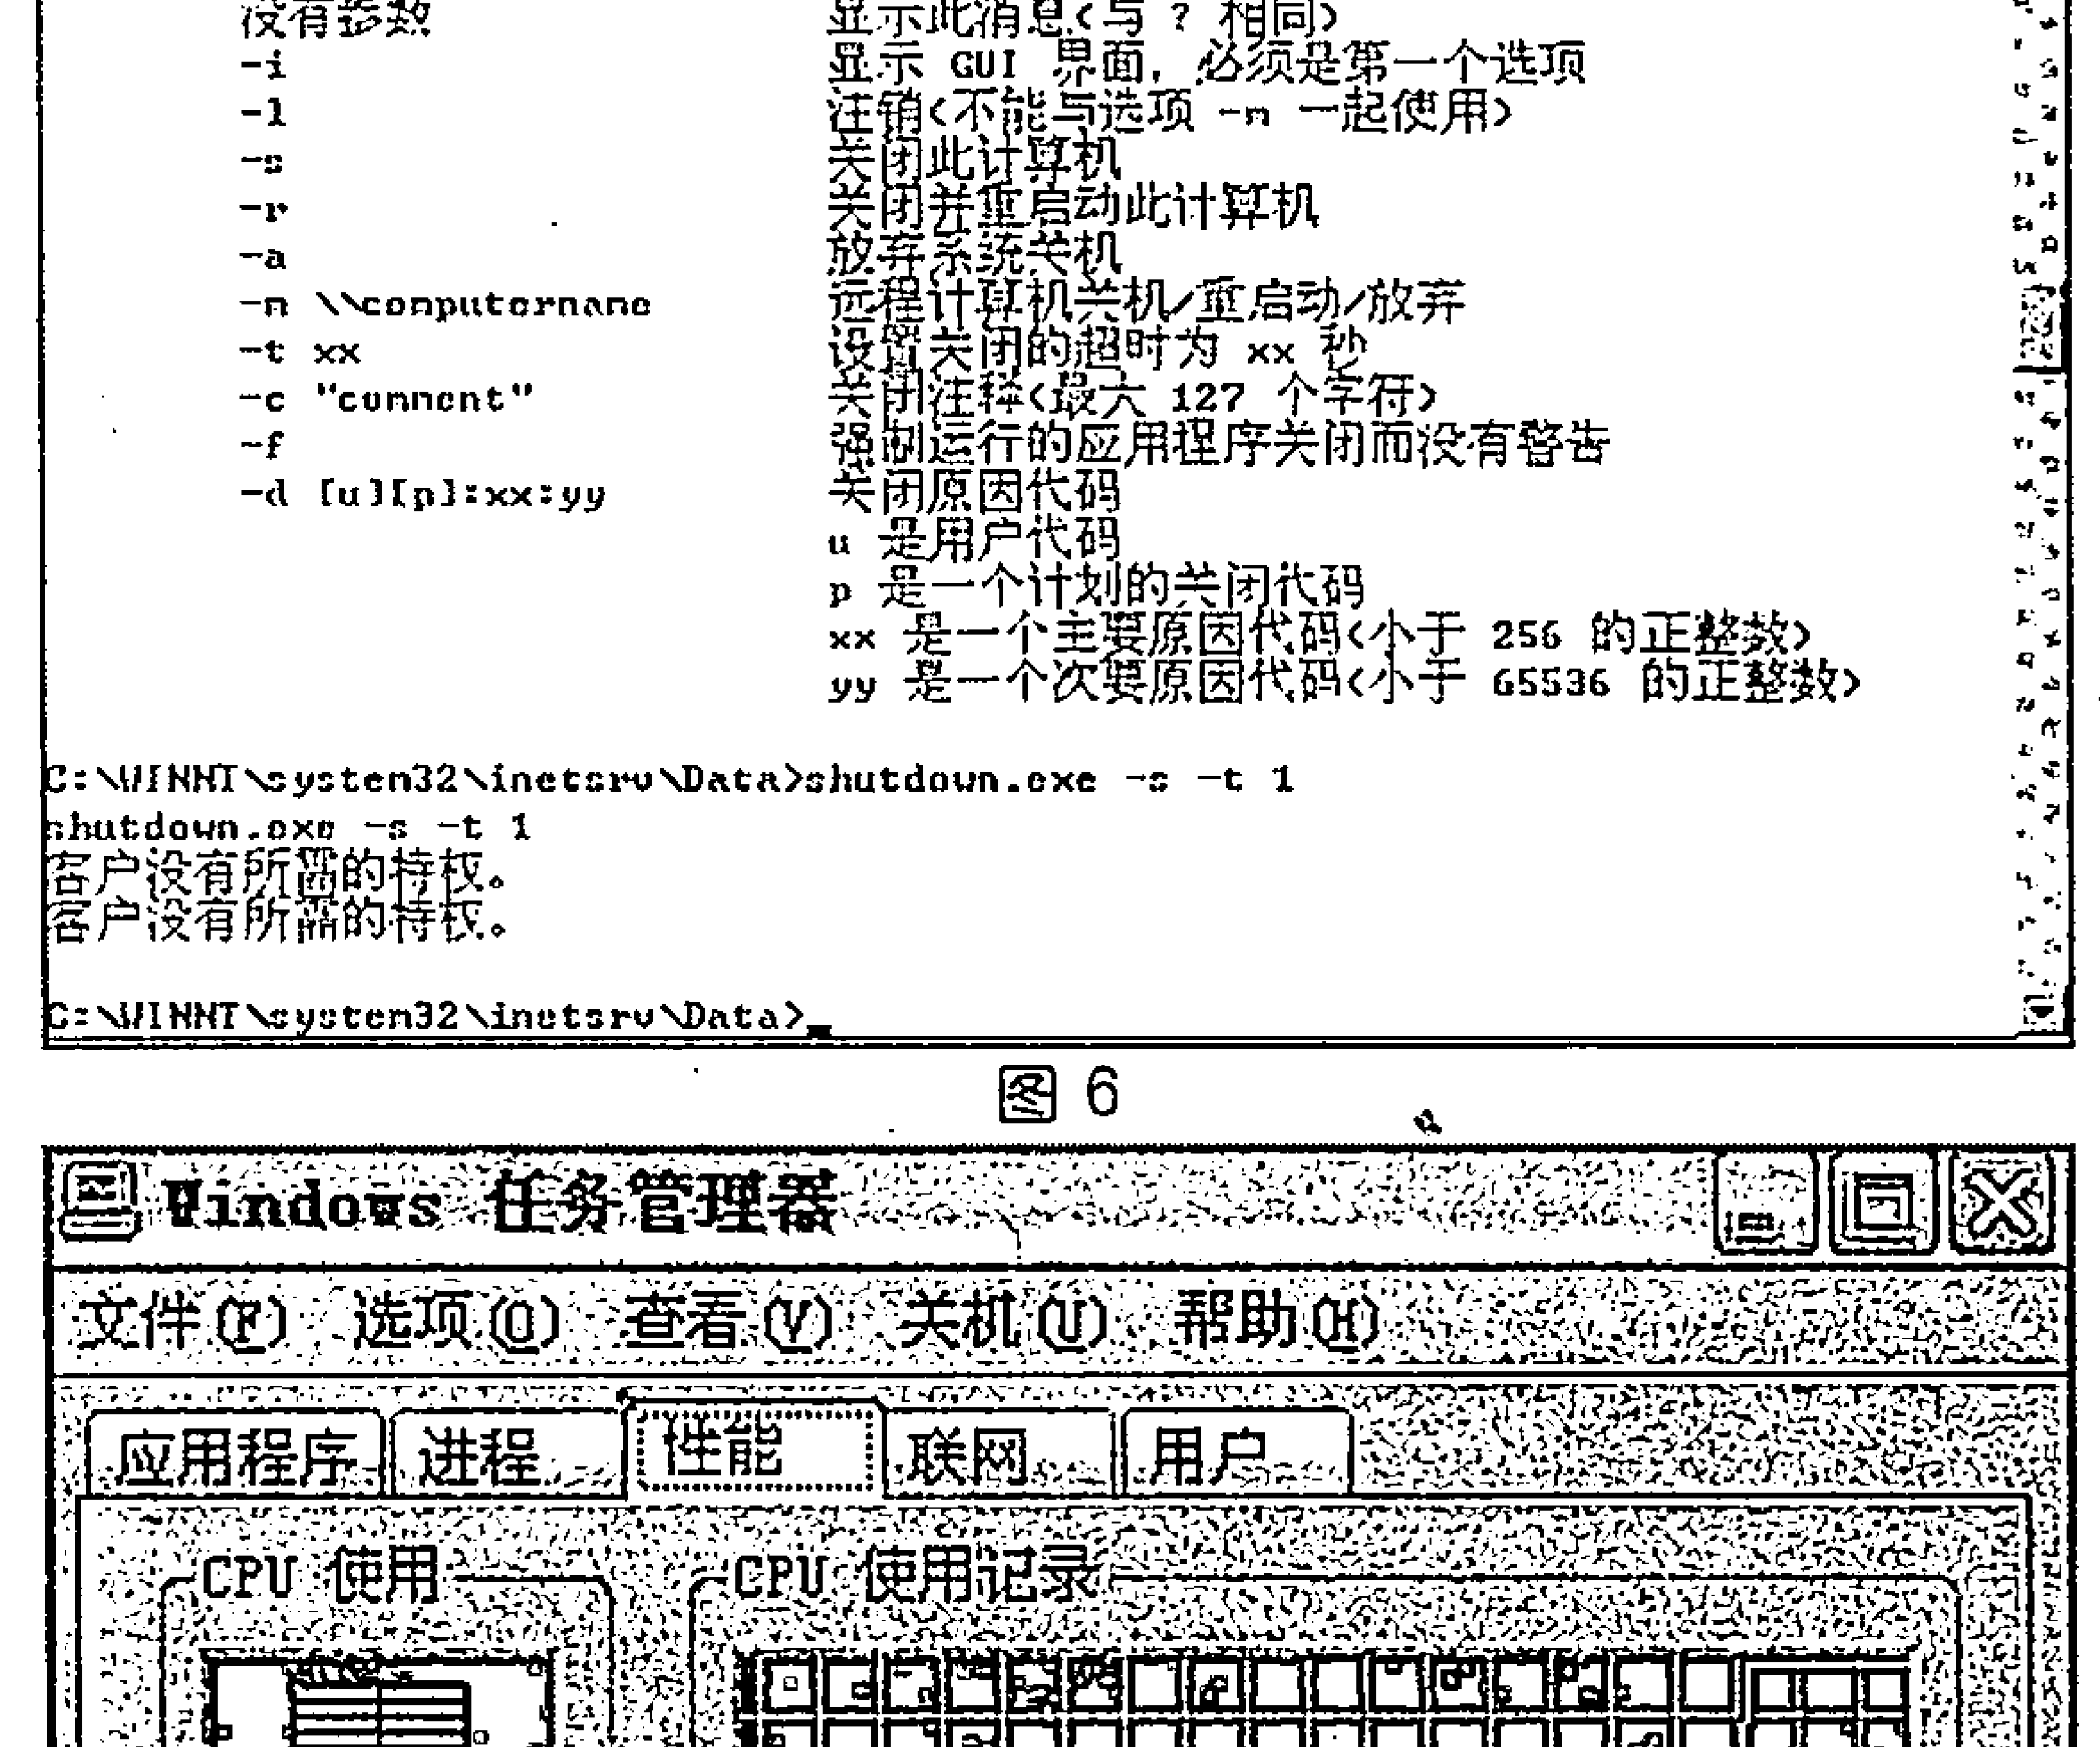 没有参数 显示此消息(与 ? 相同)
-i 显示 GUI 界面, 必须是第一个选项
-l 注销(不能与选项 -m 一起使用)
-s 关闭此计算机
-r 关闭并重启动此计算机
-a 放弃系统关机
-m \\computername 远程计算机关机/重启动/放弃
-t xx 设置关闭的超时为 xx 秒
-c "comment" 关闭注释(最大 127 个字符)
-f 强制运行的应用程序关闭而没有警告
-d [u][p]:xx:yy 关闭原因代码
u 是用户代码
p 是一个计划的关闭代码
xx 是一个主要原因代码(小于 256 的正整数)
yy 是一个次要原因代码(小于 65536 的正整数)
C:\WINNT\system32\inetsrv\Data>shutdown.exe -s -t 1
shutdown.exe -s -t 1
客户没有所需的特权。
客户没有所需的特权。
C:\WINNT\system32\inetsrv\Data>_
图 6
Windows 任务管理器
文件(F) 选项(O) 查看(V) 关机(U) 帮助(H)
应用程序 进程 性能 联网 用户
CPU 使用 CPU 使用记录